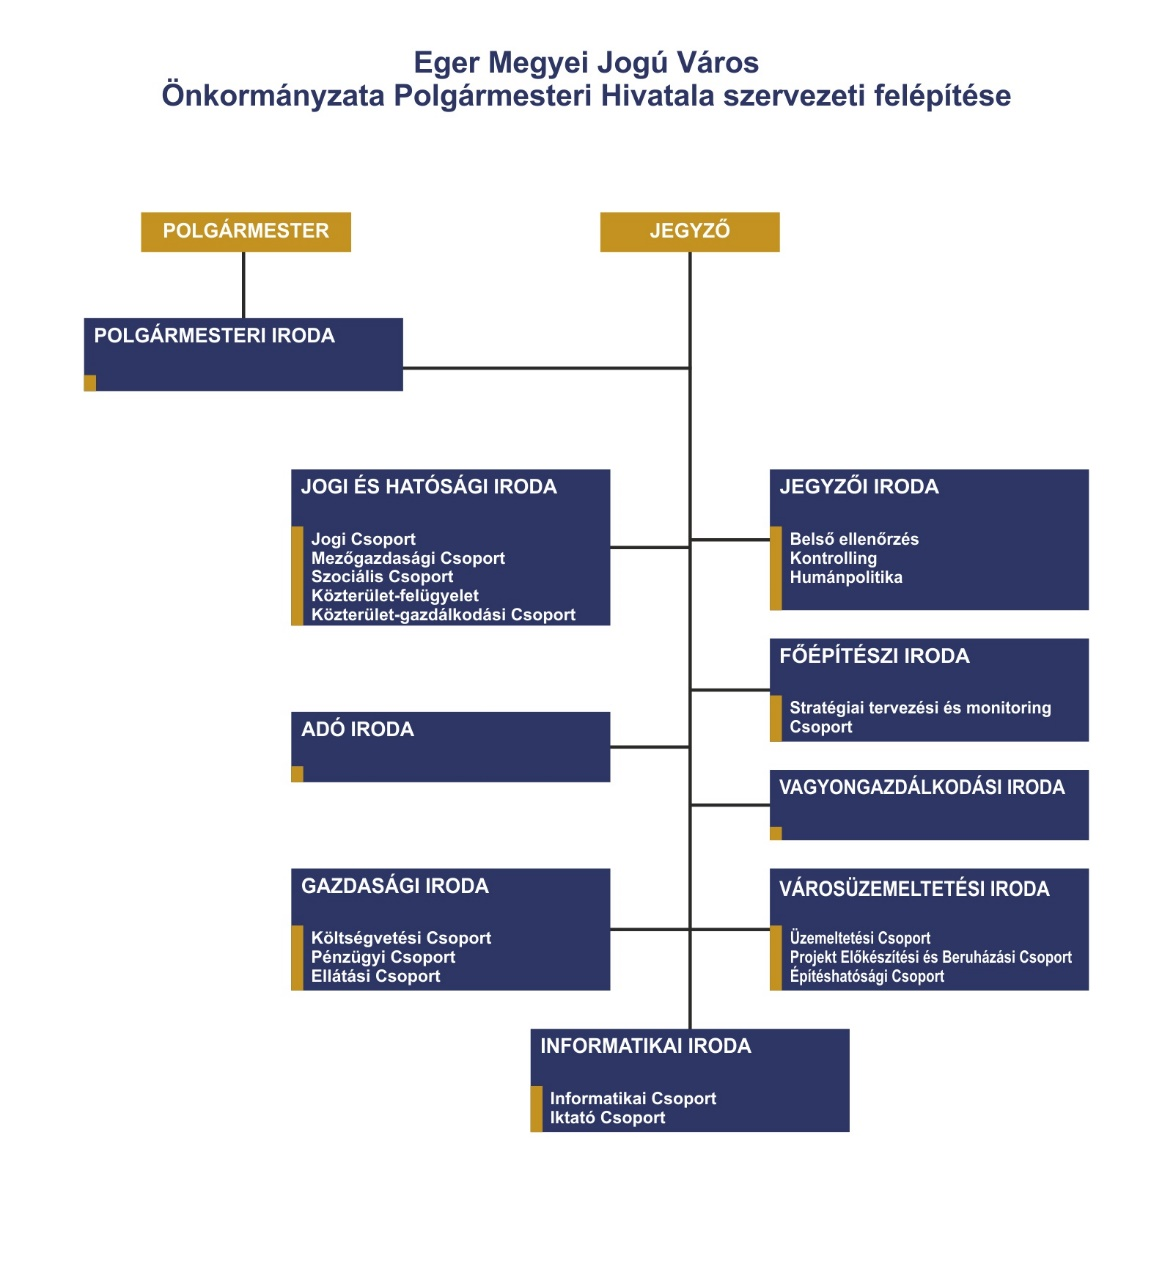 Eger Megyei Jogú Város
Önkormányzata Polgármesteri Hivatala szervezeti felépítése
POLGÁRMESTER
JEGYZŐ
POLGÁRMESTERI IRODA
JOGI ÉS HATÓSÁGI IRODA
Jogi Csoport
Mezőgazdasági Csoport
Szociális Csoport
Közterület-felügyelet
Közterület-gazdálkodási Csoport
JEGYZŐI IRODA
Belső ellenőrzés
Kontrolling
Humánpolitika
FŐÉPÍTÉSZI IRODA
Stratégiai tervezési és monitoring
Csoport
ADÓ IRODA
VAGYONGAZDÁLKODÁSI IRODA
GAZDASÁGI IRODA
Költségvetési Csoport
Pénzügyi Csoport
Ellátási Csoport
VÁROSÜZEMELTETÉSI IRODA
Üzemeltetési Csoport
Projekt Előkészítési és Beruházási Csoport
Építéshatósági Csoport
INFORMATIKAI IRODA
Informatikai Csoport
Iktató Csoport